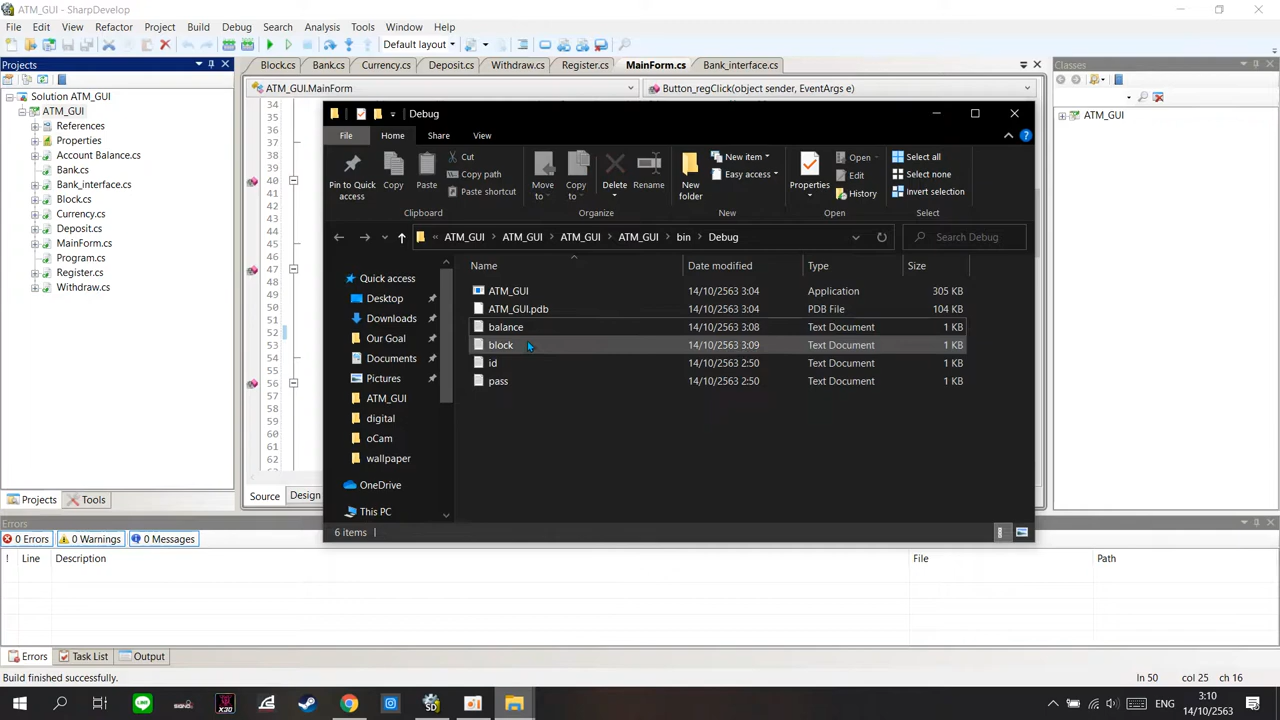 ATM_GUI - SharpDevelop
File Edit View Refactor Project Build Debug Search Analysis Tools Window Help
Default layout
Projects
Block.cs Bank.cs Currency.cs Deposit.cs Withdraw.cs Register.cs MainForm.cs Bank_interface.cs
Classes
ATM_GUI.MainForm
Button_regClick(object sender, EventArgs e)
Solution ATM_GUI
ATM_GUI
References
Properties
Account Balance.cs
Bank.cs
Bank_interface.cs
Block.cs
Currency.cs
Deposit.cs
MainForm.cs
Program.cs
Register.cs
Withdraw.cs
ATM_GUI
34
35
36
37
38
39
40
41
42
43
44
45
46
47
48
49
50
51
52
53
54
55
56
57
58
59
60
61
62
Debug
File Home Share View
Pin to Quick access
Copy
Paste
Cut
Copy path
Paste shortcut
Move to
Copy to
Delete
Rename
New folder
New item
Easy access
Properties
Open
Edit
History
Select all
Select none
Invert selection
Clipboard Organize New Open Select
« ATM_GUI > ATM_GUI > ATM_GUI > ATM_GUI > bin > Debug
Search Debug
Quick access
Desktop
Downloads
Our Goal
Documents
Pictures
ATM_GUI
digital
oCam
wallpaper
OneDrive
This PC
Name Date modified Type Size
ATM_GUI 14/10/2563 3:04 Application 305 KB
ATM_GUI.pdb 14/10/2563 3:04 PDB File 104 KB
balance 14/10/2563 3:08 Text Document 1 KB
block 14/10/2563 3:09 Text Document 1 KB
id 14/10/2563 2:50 Text Document 1 KB
pass 14/10/2563 2:50 Text Document 1 KB
6 items
Projects Tools
Source Design
Errors
0 Errors 0 Warnings 0 Messages
! Line Description File Path
Errors Task List Output
Build finished successfully.
ln 50 col 25 ch 16
ENG
3:10
14/10/2563